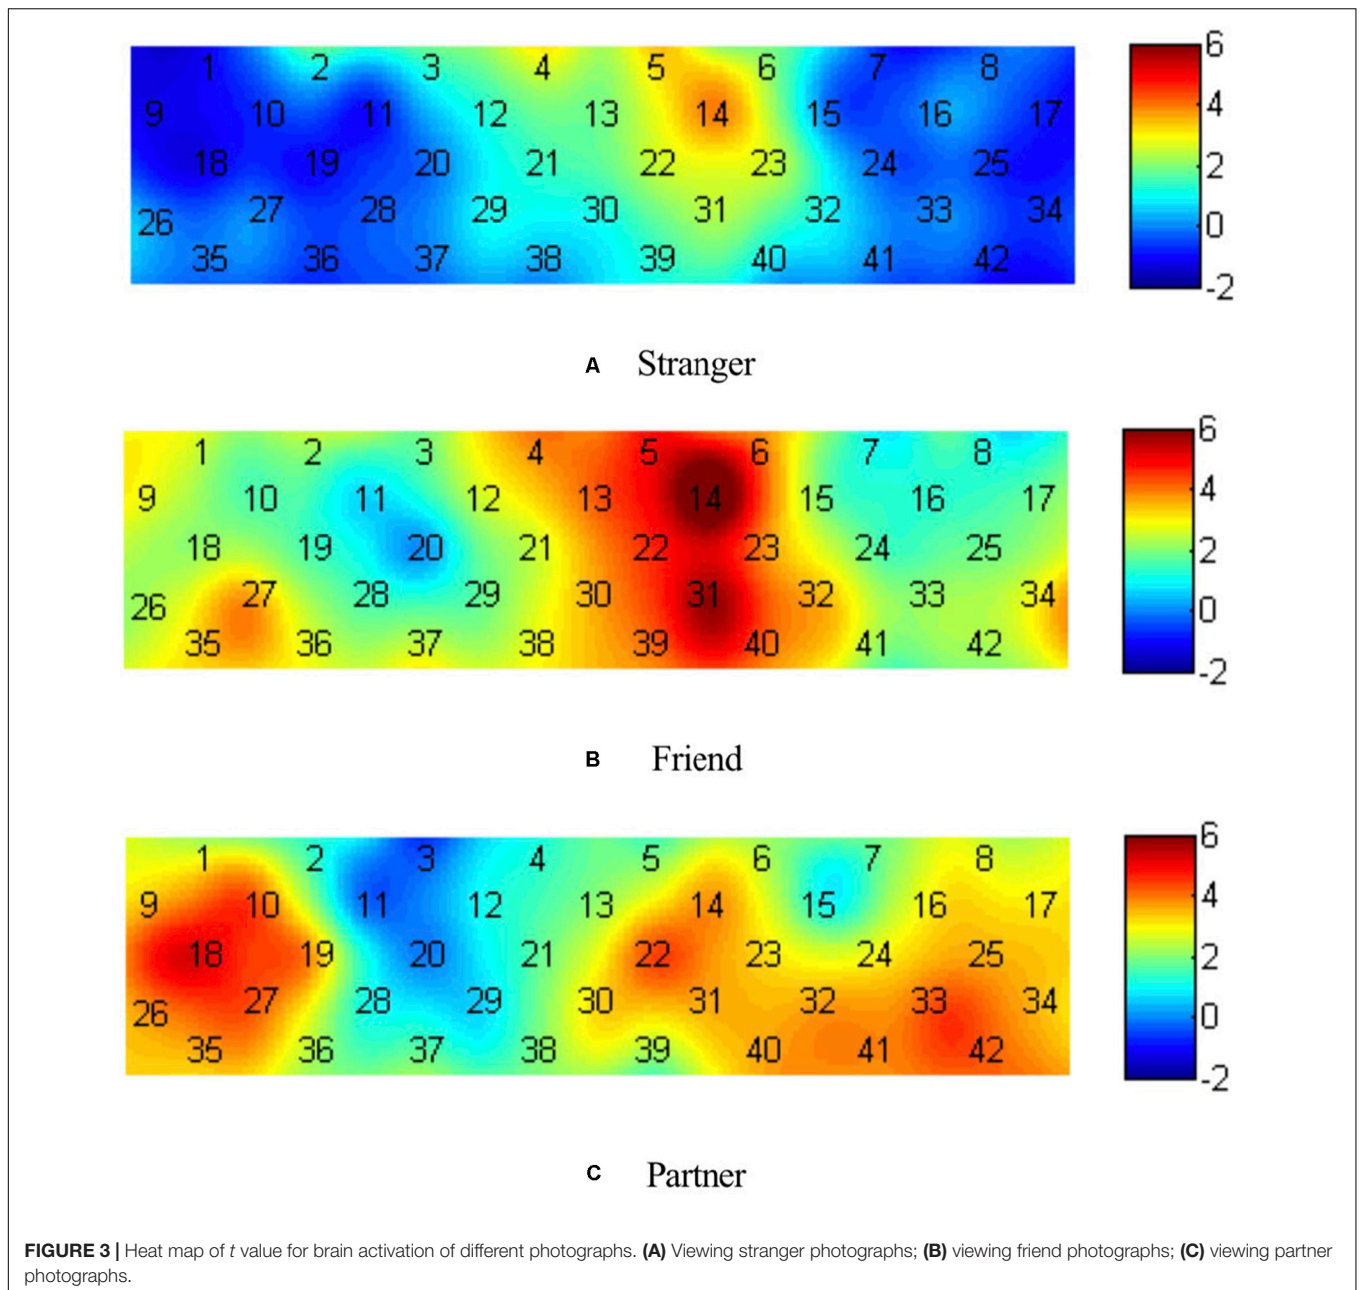 1 2 3 4 5 6 7 8
9 10 11 12 13 14 15 16 17
18 19 20 21 22 23 24 25
26 27 28 29 30 31 32 33 34
35 36 37 38 39 40 41 42
6
4
2
0
-2
A Stranger
1 2 3 4 5 6 7 8
9 10 11 12 13 14 15 16 17
18 19 20 21 22 23 24 25
26 27 28 29 30 31 32 33 34
35 36 37 38 39 40 41 42
6
4
2
0
-2
B Friend
1 2 3 4 5 6 7 8
9 10 11 12 13 14 15 16 17
18 19 20 21 22 23 24 25
26 27 28 29 30 31 32 33 34
35 36 37 38 39 40 41 42
6
4
2
0
-2
C Partner
FIGURE 3 | Heat map of t value for brain activation of different photographs. (A) Viewing stranger photographs; (B) viewing friend photographs; (C) viewing partner
photographs.